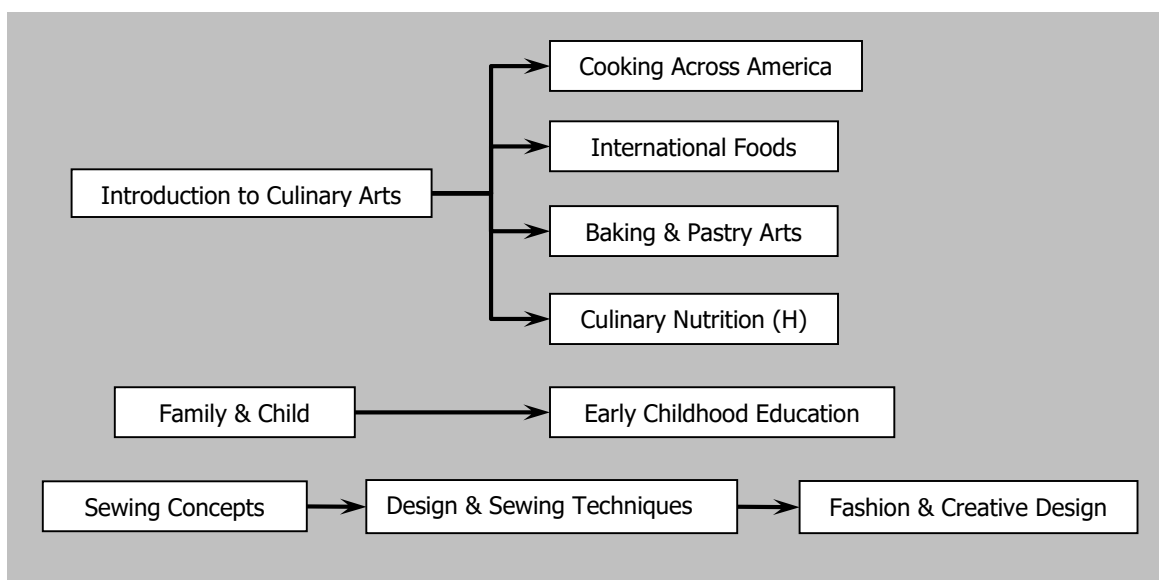 Cooking Across America
International Foods
Introduction to Culinary Arts
Baking & Pastry Arts
Culinary Nutrition (H)
Family & Child
Early Childhood Education
Sewing Concepts
Design & Sewing Techniques
Fashion & Creative Design